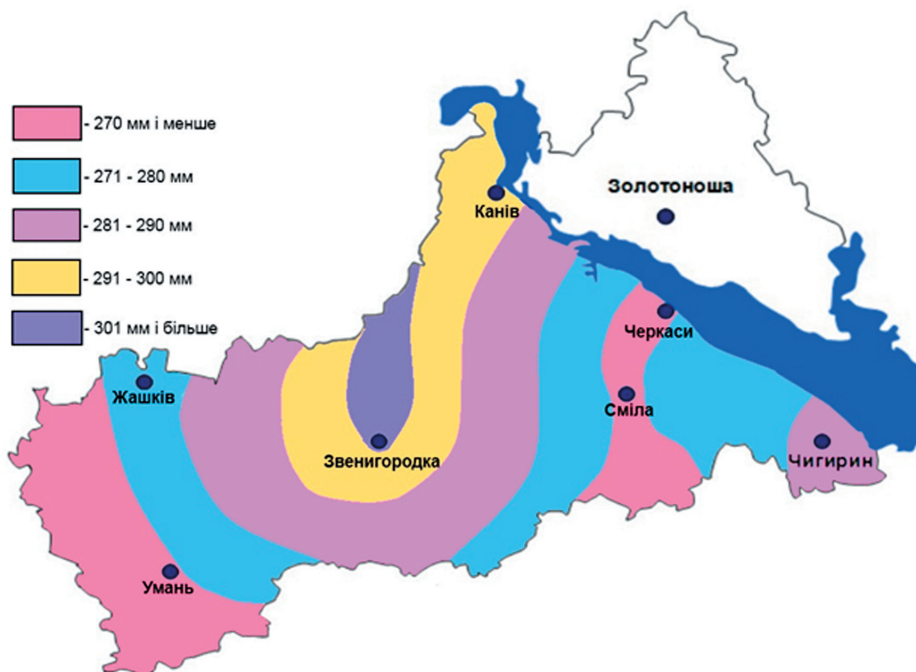 - 270 мм і менше
- 271 - 280 мм
- 281 - 290 мм
- 291 - 300 мм
- 301 мм і більше
Золотоноша
Канів
Черкаси
Жашків
Сміла
Звенигородка
Чигирин
Умань